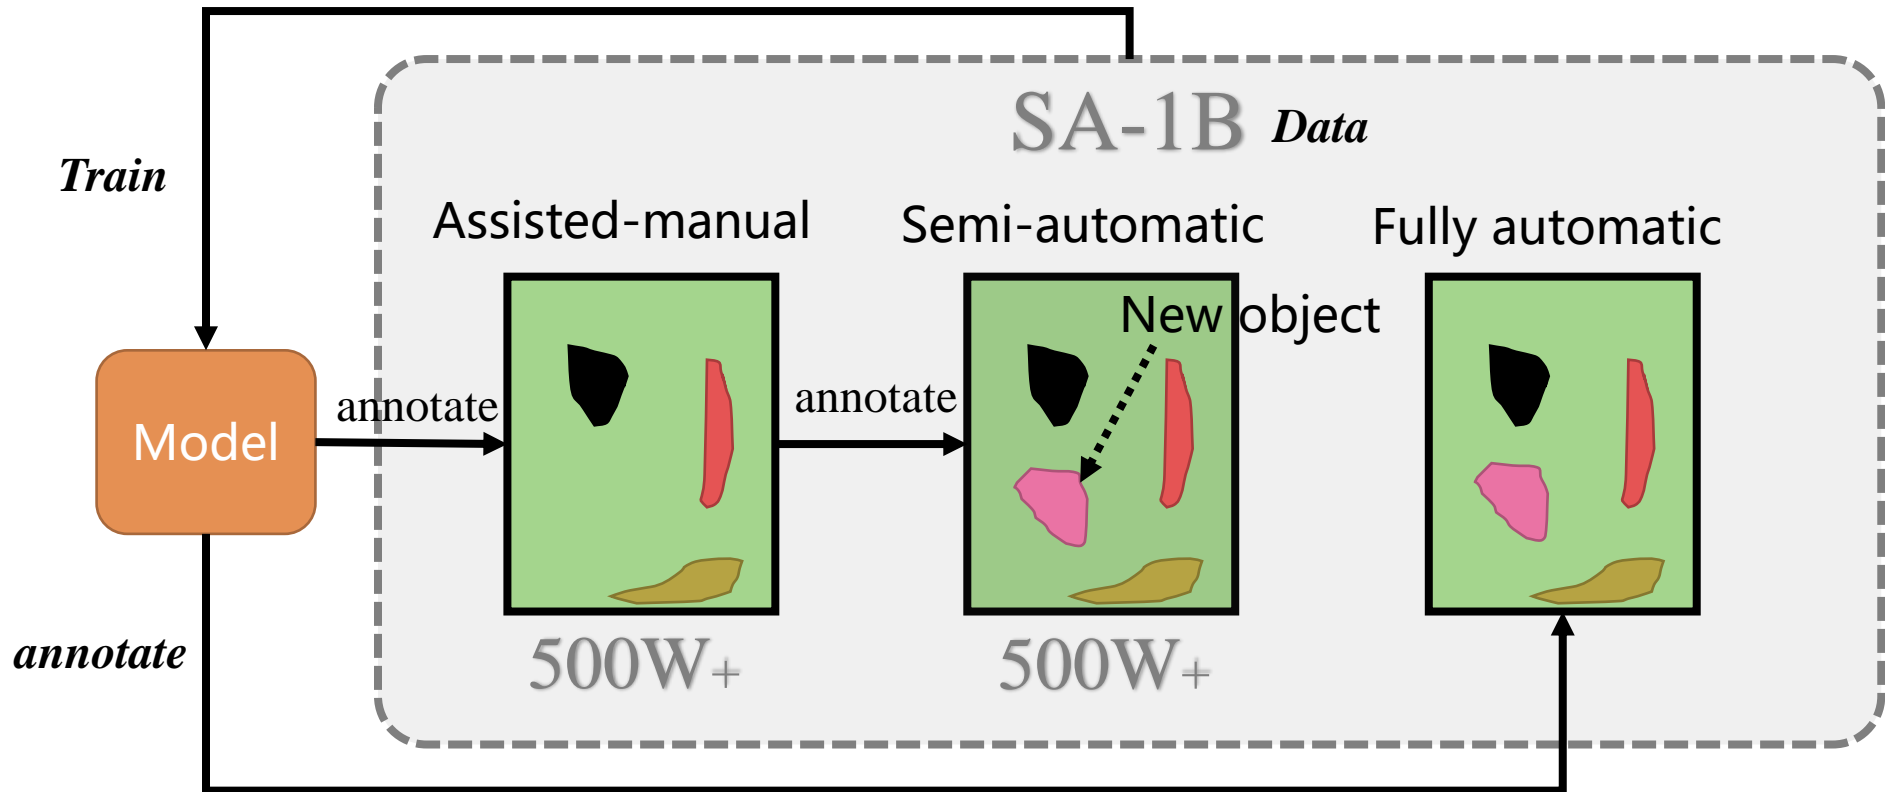 SA-1B Data
Train
Assisted-manual
Semi-automatic
Fully automatic
New object
annotate
annotate
Model
annotate
500W+
500W+